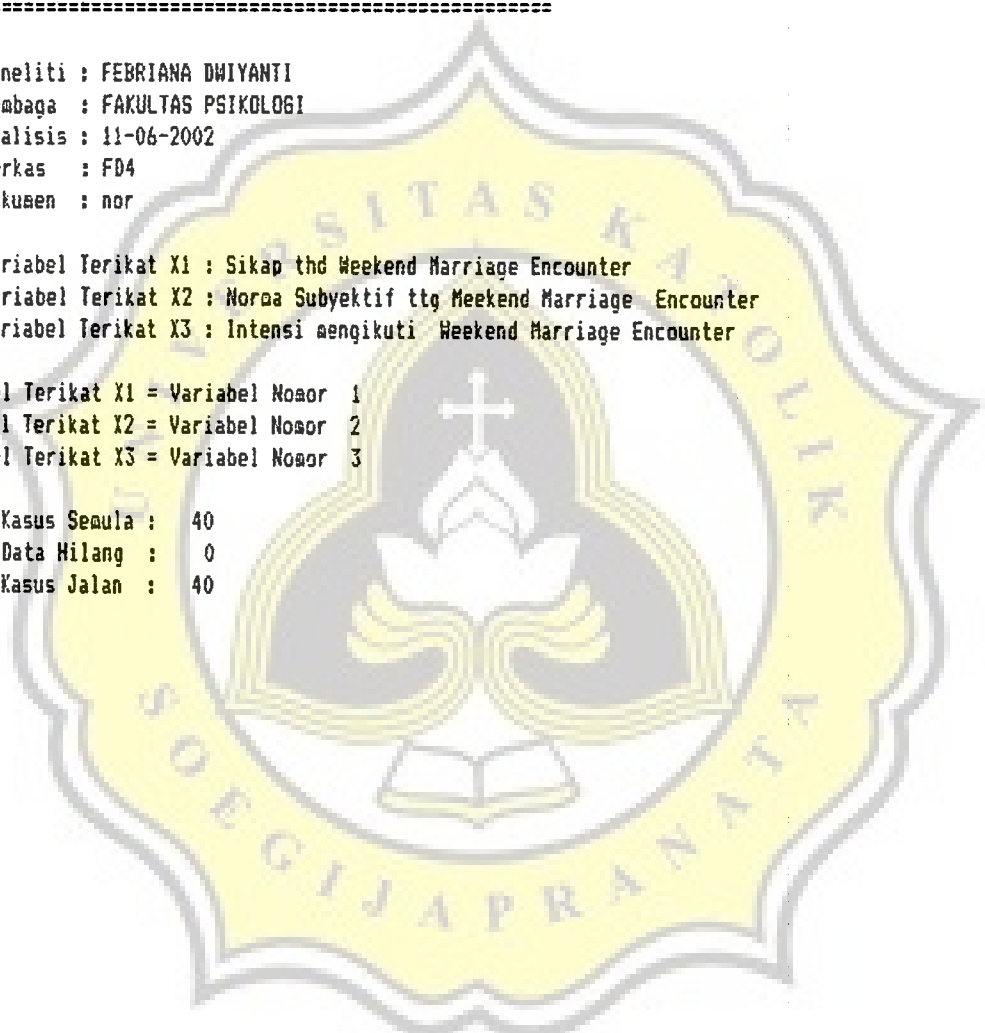 ================================================
neliti : FEBRIANA DWIYANTI
mbaga : FAKULTAS PSIKOLOGI
alisis : 11-06-2002
rkas : FD4
kumen : nor
riabel Terikat X1 : Sikap thd Weekend Marriage Encounter
riabel Terikat X2 : Norma Subyektif ttg Weekend Marriage Encounter
riabel Terikat X3 : Intensi mengikuti Weekend Marriage Encounter
l Terikat X1 = Variabel Nomor 1
l Terikat X2 = Variabel Nomor 2
l Terikat X3 = Variabel Nomor 3
Kasus Semula : 40
Data Hilang : 0
Kasus Jalan : 40
UNIVERSITAS KATOLIK
SOEGIJAPRANATA